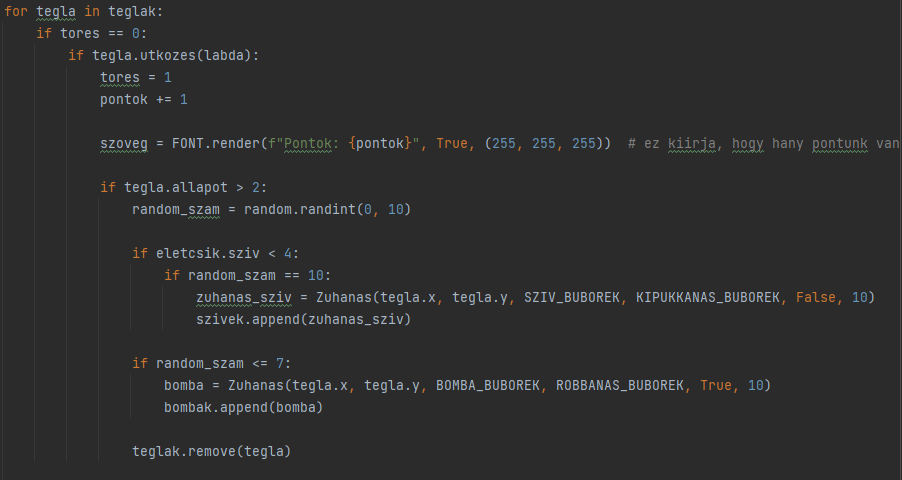 for tegla in teglak:
if tores == 0:
if tegla.utkozes(labda):
tores = 1
pontok += 1
szoveg = FONT.render(f"Pontok: {pontok}", True, (255, 255, 255))  # ez kiirja, hogy hany pontunk van
if tegla.allapot > 2:
random_szam = random.randint(0, 10)
if eletcsik.sziv < 4:
if random_szam == 10:
zuhanas_sziv = Zuhanas(tegla.x, tegla.y, SZIV_BUBOREK, KIPUKKANAS_BUBOREK, False, 10)
szivek.append(zuhanas_sziv)
if random_szam <= 7:
bomba = Zuhanas(tegla.x, tegla.y, BOMBA_BUBOREK, ROBBANAS_BUBOREK, True, 10)
bombak.append(bomba)
teglak.remove(tegla)